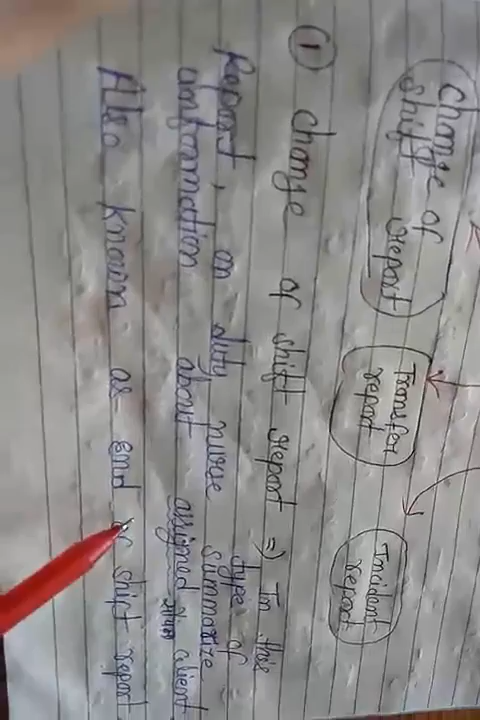 Change of
shift report
Transfer
report
Incident
report
① Change of shift report => In this
types of
Report, on duty nurse summarize
information about assigned client
Also known as end of shift report